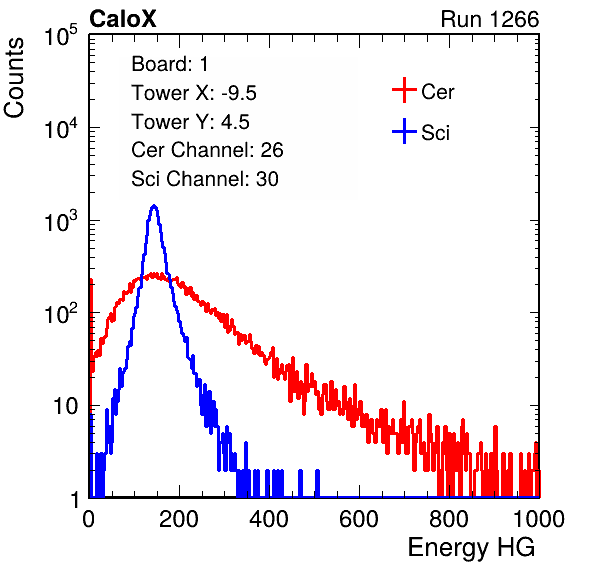 CaloX Run 1266
Counts
10^5
10^4
10^3
10^2
10
1
Board: 1
Tower X: -9.5
Tower Y: 4.5
Cer Channel: 26
Sci Channel: 30
Cer
Sci
0 200 400 600 800 1000
Energy HG